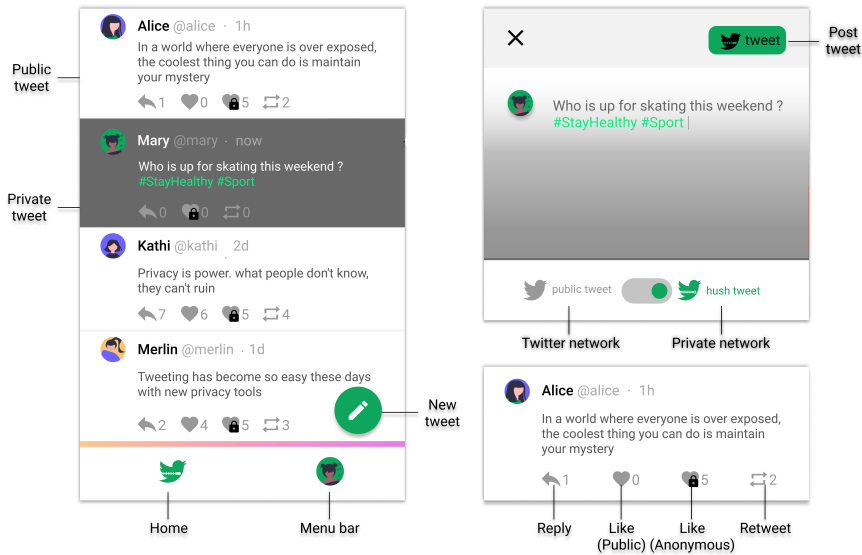 Public
tweet
Private
tweet
Alice @alice · 1h
In a world where everyone is over exposed,
the coolest thing you can do is maintain
your mystery
1 0 5 2
Mary @mary · now
Who is up for skating this weekend ?
#StayHealthy #Sport
0 0 0
Kathi @kathi . 2d
Privacy is power. what people don't know,
they can't ruin
7 6 5 4
Merlin @merlin · 1d
Tweeting has become so easy these days
with new privacy tools
2 4 5 3
New
tweet
Home
Menu bar
tweet
Post
tweet
Who is up for skating this weekend ?
#StayHealthy #Sport
public tweet
hush tweet
Twitter network
Private network
Alice @alice · 1h
In a world where everyone is over exposed,
the coolest thing you can do is maintain
your mystery
1 0 5 2
Reply
Like
(Public)
Like
(Anonymous)
Retweet